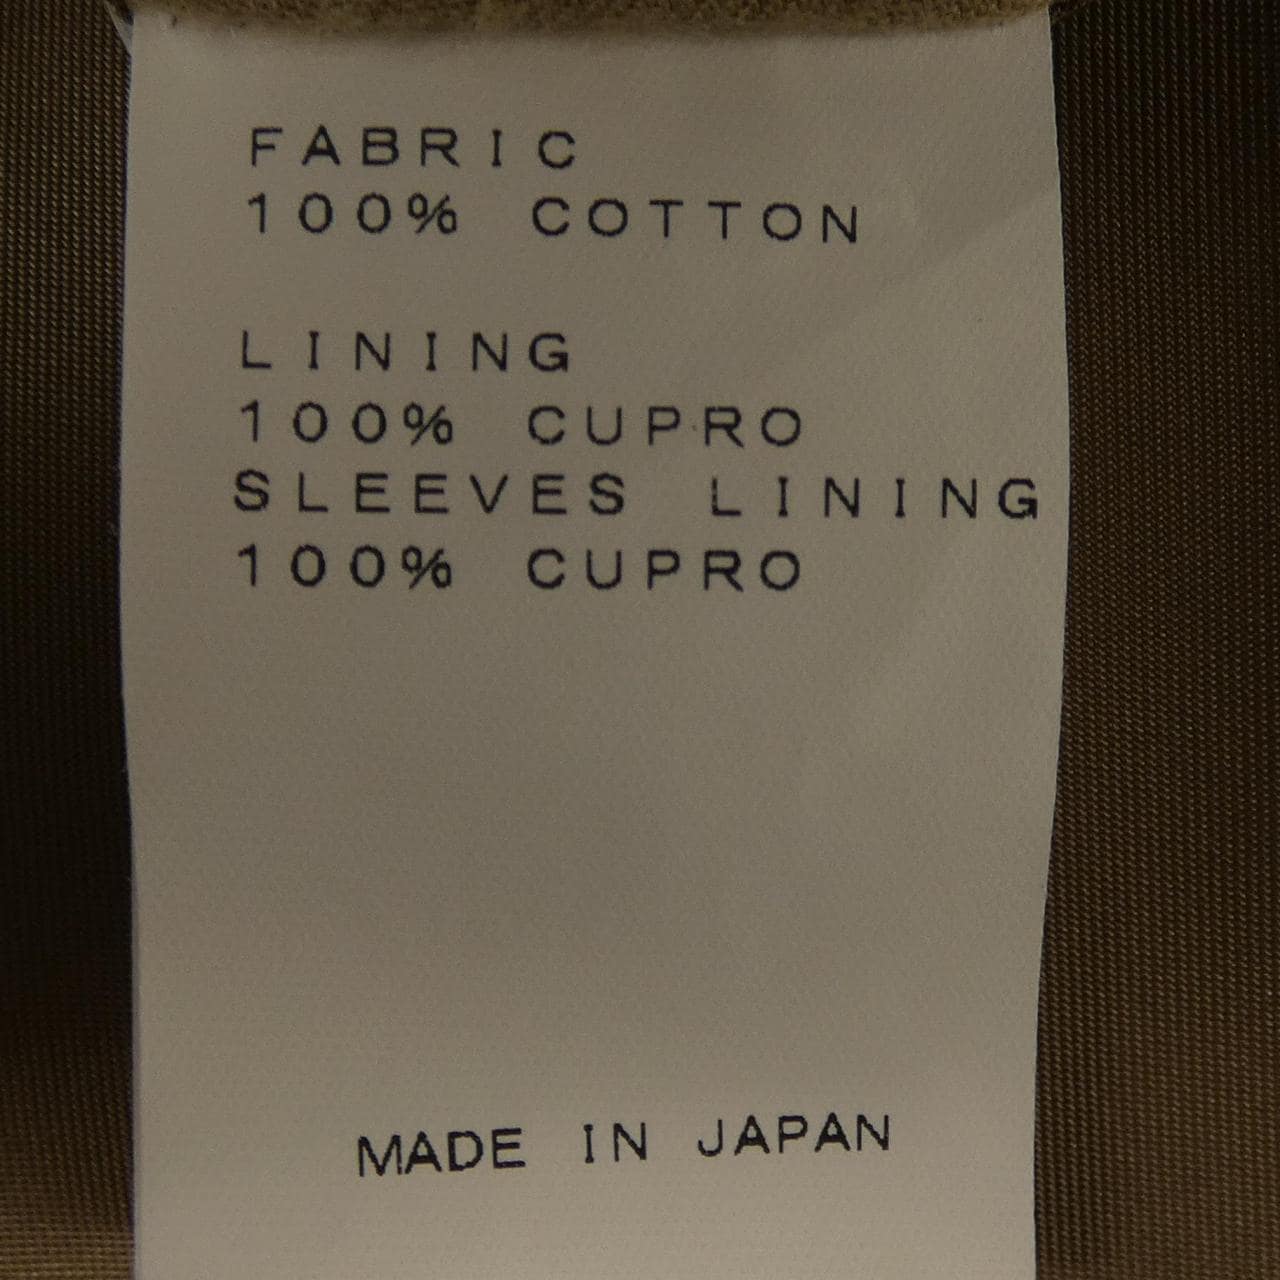 FABRIC
100% COTTON
LINING
100% CUPRO
SLEEVES LINING
100% CUPRO
MADE IN JAPAN